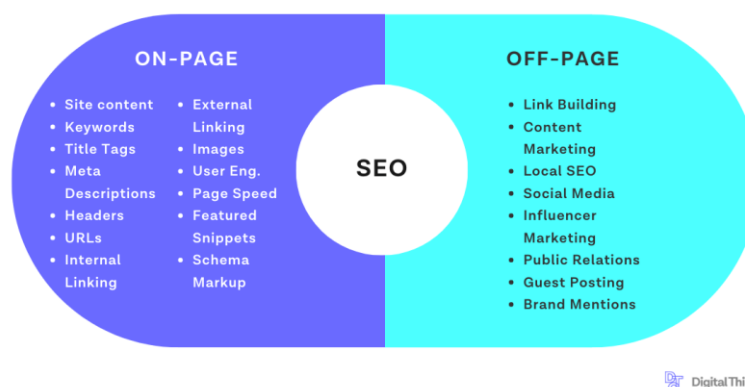 ON-PAGE
Site content
Keywords
Title Tags
Meta
Descriptions
Headers
URLs
Internal
Linking
External
Linking
Images
User Eng.
Page Speed
Featured
Snippets
Schema
Markup
SEO
OFF-PAGE
Link Building
Content
Marketing
Local SEO
Social Media
Influencer
Marketing
Public Relations
Guest Posting
Brand Mentions
DigitalThi